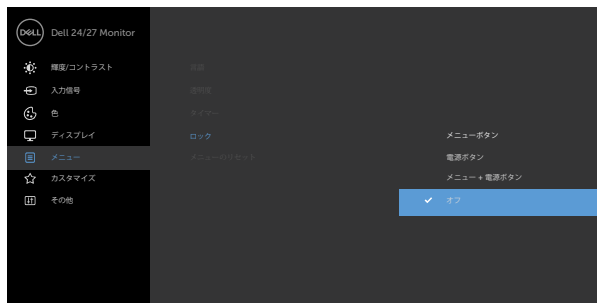 DELL
Dell 24/27 Monitor
輝度/コントラスト
入力信号
色
ディスプレイ
メニュー
カスタマイズ
その他
言語
透明度
タイマー
ロック
メニューのリセット
メニューボタン
電源ボタン
メニュー + 電源ボタン
オフ